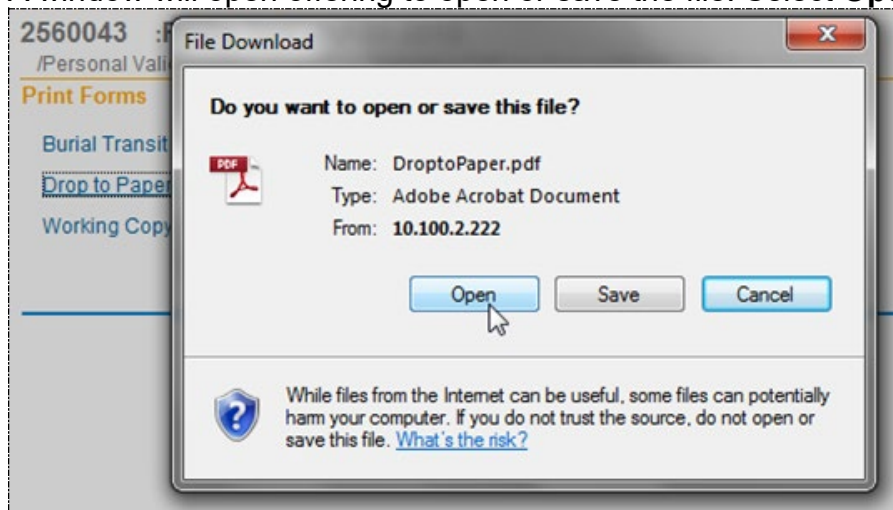 2560043
File Download
/Personal
Print Forms
Do you want to open or save this file?
Burial Transit
PDF
Name: DroptoPaper.pdf
Drop to Paper
Type: Adobe Acrobat Document
Working Copy
From: 10.100.2.222
Open Save Cancel
While files from the Internet can be useful, some files can potentially
harm your computer. If you do not trust the source, do not open or
save this file. What's the risk?